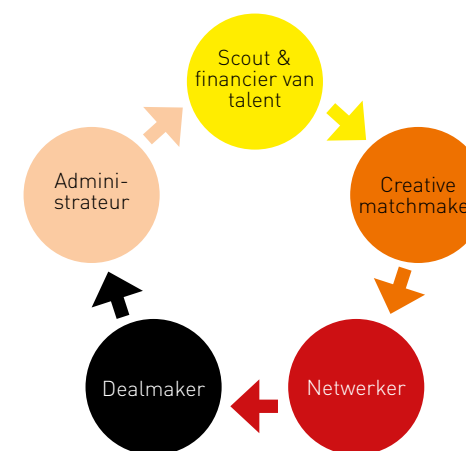 Scout &
financier van
talent
Creative
matchmake
Netwerker
Dealmaker
Admini-
strateur